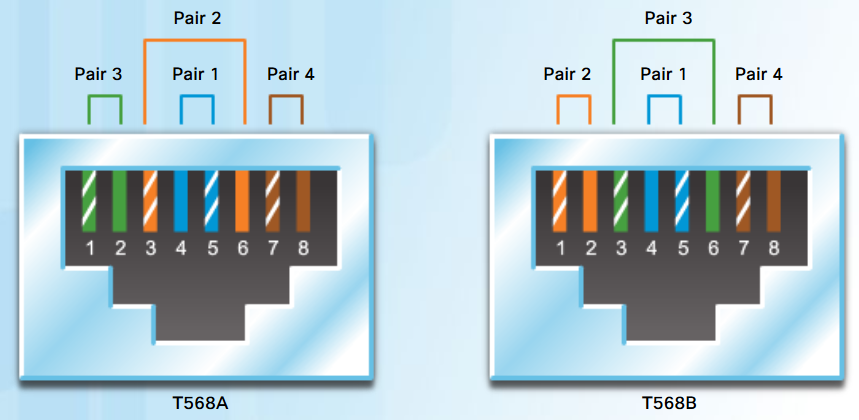 Pair 2
Pair 3 Pair 1 Pair 4
1 2 3 4 5 6 7 8
T568A
Pair 3
Pair 2 Pair 1 Pair 4
1 2 3 4 5 6 7 8
T568B